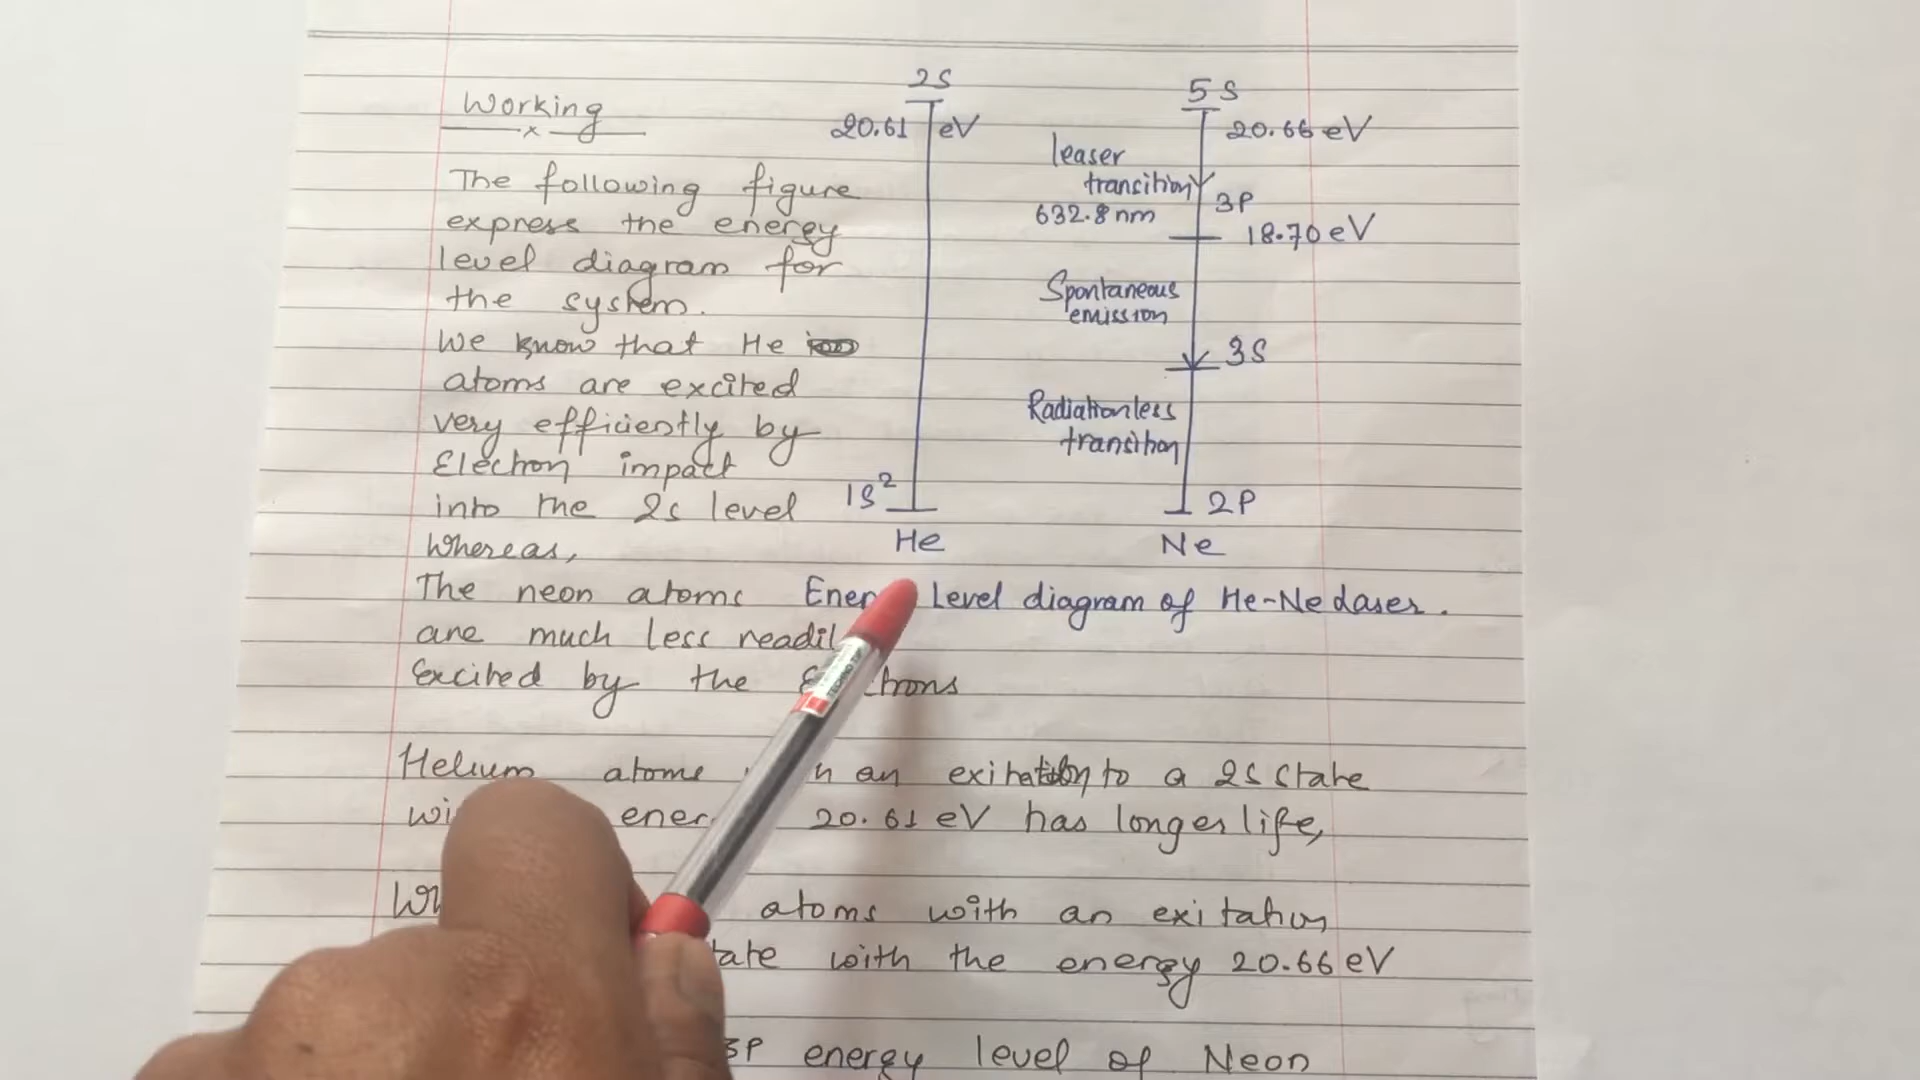 Working
The following figure
express the energy
level diagram for
the system.
We know that He
atoms are excited
very efficiently by
Electron impact
into the 2s level
Whereas,
The neon atoms
are much less readil
Excited by the
2S
20.61 eV
1S²
He
5S
20.66 eV
leaser
transition
632.8 nm
3P
18.70 eV
Spontaneous
emission
3S
Radiationless
transition
2P
Ne
Level diagram of He-Ne Laser.
Helium atoms an exitation to a 2S state
20.61 eV has longer life,
atoms with an exitation
with the energy 20.66 eV
3P energy level of Neon